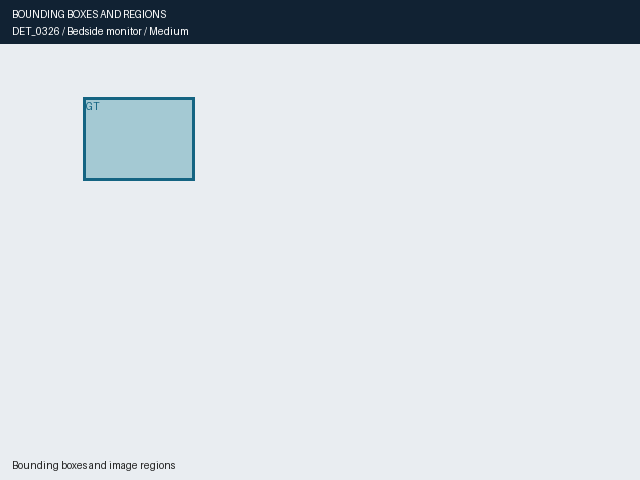 BOUNDING BOXES AND REGIONS
DET_0326 / Bedside monitor / Medium
GT
Bounding boxes and image regions